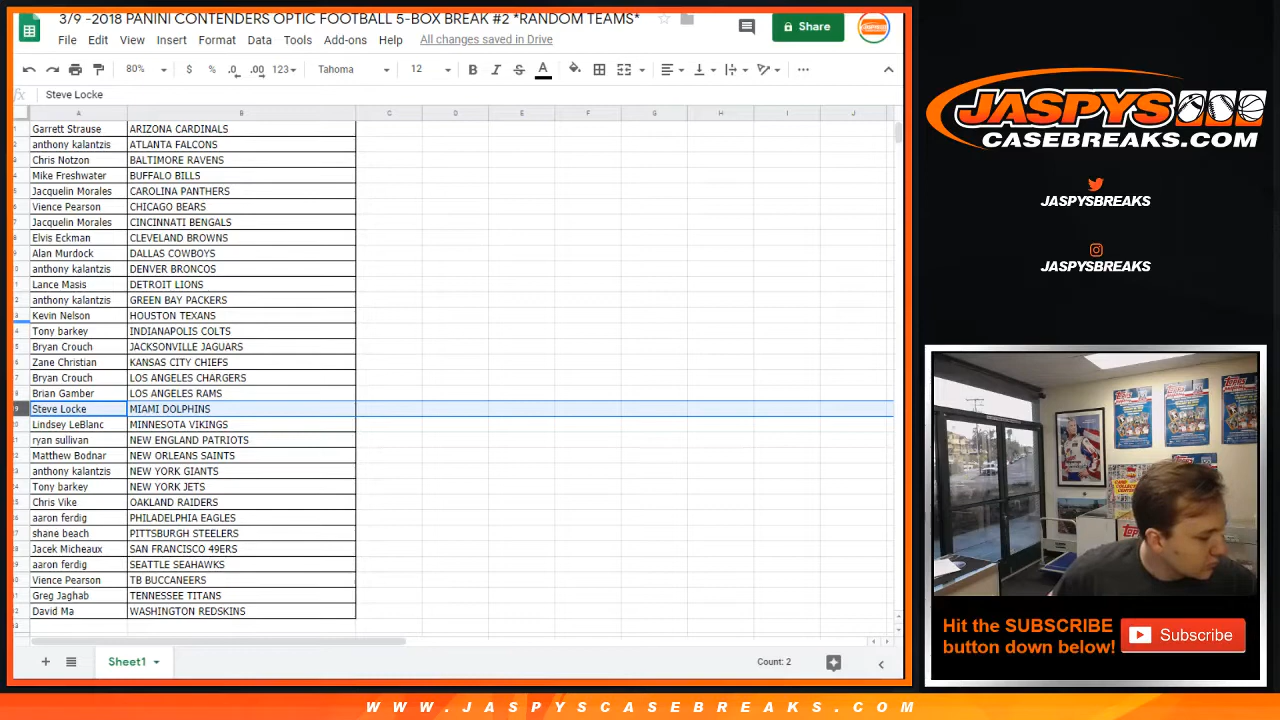 3/9 -2018 PANINI CONTENDERS OPTIC FOOTBALL 5-BOX BREAK #2 *RANDOM TEAMS*
File Edit View Insert Format Data Tools Add-ons Help All changes saved in Drive
Share
80% $ % .0 .00 123 Tahoma 12 B I S A
fx Steve Locke
A B C D E F G H I J
Garrett Strause ARIZONA CARDINALS
anthony kalantzis ATLANTA FALCONS
Chris Notzon BALTIMORE RAVENS
Mike Freshwater BUFFALO BILLS
Jacquelin Morales CAROLINA PANTHERS
Vience Pearson CHICAGO BEARS
Jacquelin Morales CINCINNATI BENGALS
Elvis Eckman CLEVELAND BROWNS
Alan Murdock DALLAS COWBOYS
anthony kalantzis DENVER BRONCOS
Lance Masis DETROIT LIONS
anthony kalantzis GREEN BAY PACKERS
Kevin Nelson HOUSTON TEXANS
Tony barkey INDIANAPOLIS COLTS
Bryan Crouch JACKSONVILLE JAGUARS
Zane Christian KANSAS CITY CHIEFS
Bryan Crouch LOS ANGELES CHARGERS
Brian Gamber LOS ANGELES RAMS
Steve Locke MIAMI DOLPHINS
Lindsey LeBlanc MINNESOTA VIKINGS
ryan sullivan NEW ENGLAND PATRIOTS
Matthew Bodnar NEW ORLEANS SAINTS
anthony kalantzis NEW YORK GIANTS
Tony barkey NEW YORK JETS
Chris Vike OAKLAND RAIDERS
aaron ferdig PHILADELPHIA EAGLES
shane beach PITTSBURGH STEELERS
Jacek Micheaux SAN FRANCISCO 49ERS
aaron ferdig SEATTLE SEAHAWKS
Vience Pearson TB BUCCANEERS
Greg Jaghab TENNESSEE TITANS
David Ma WASHINGTON REDSKINS
Sheet1
Count: 2
JASPYS
CASEBREAKS.COM
JASPYSBREAKS
JASPYSBREAKS
Hit the SUBSCRIBE
button down below!
Subscribe
WWW.JASPYSCASEBREAKS.COM